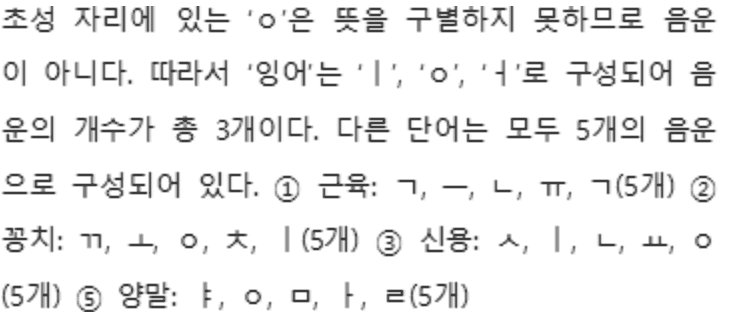 초성 자리에 있는 'ㅇ'은 뜻을 구별하지 못하므로 음운
이 아니다. 따라서 '잉어'는 'ㅣ', 'ㅇ', 'ㅓ'로 구성되어 음
운의 개수가 총 3개이다. 다른 단어는 모두 5개의 음운
으로 구성되어 있다. ① 근육: ㄱ, ㅡ, ㄴ, ㅠ, ㄱ(5개) ②
꽁치: ㄲ, ㅗ, ㅇ, ㅊ, ㅣ(5개) ③ 신용: ㅅ, ㅣ, ㄴ, ㅛ, ㅇ
(5개) ⑤ 양말: ㅑ, ㅇ, ㅁ, ㅏ, ㄹ(5개)